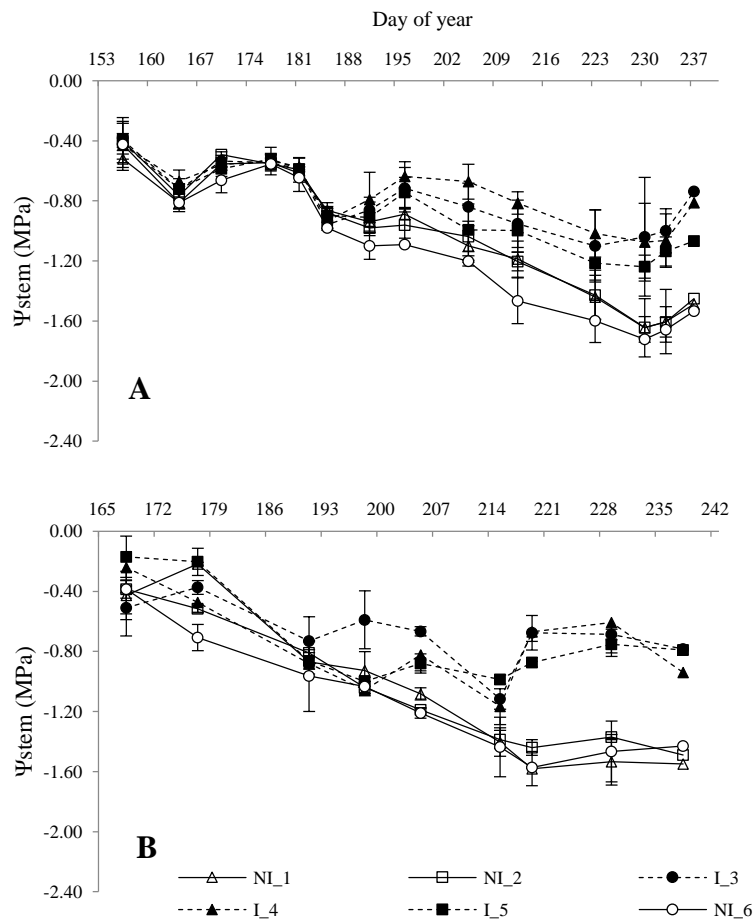 Day of year
153 160 167 174 181 188 195 202 209 216 223 230 237
0.00
-0.40
-0.80
-1.20
-1.60
-2.00
-2.40
Ψstem (MPa)
A
165 172 179 186 193 200 207 214 221 228 235 242
0.00
-0.40
-0.80
-1.20
-1.60
-2.00
-2.40
Ψstem (MPa)
B
NI_1 NI_2 I_3
I_4 I_5 NI_6